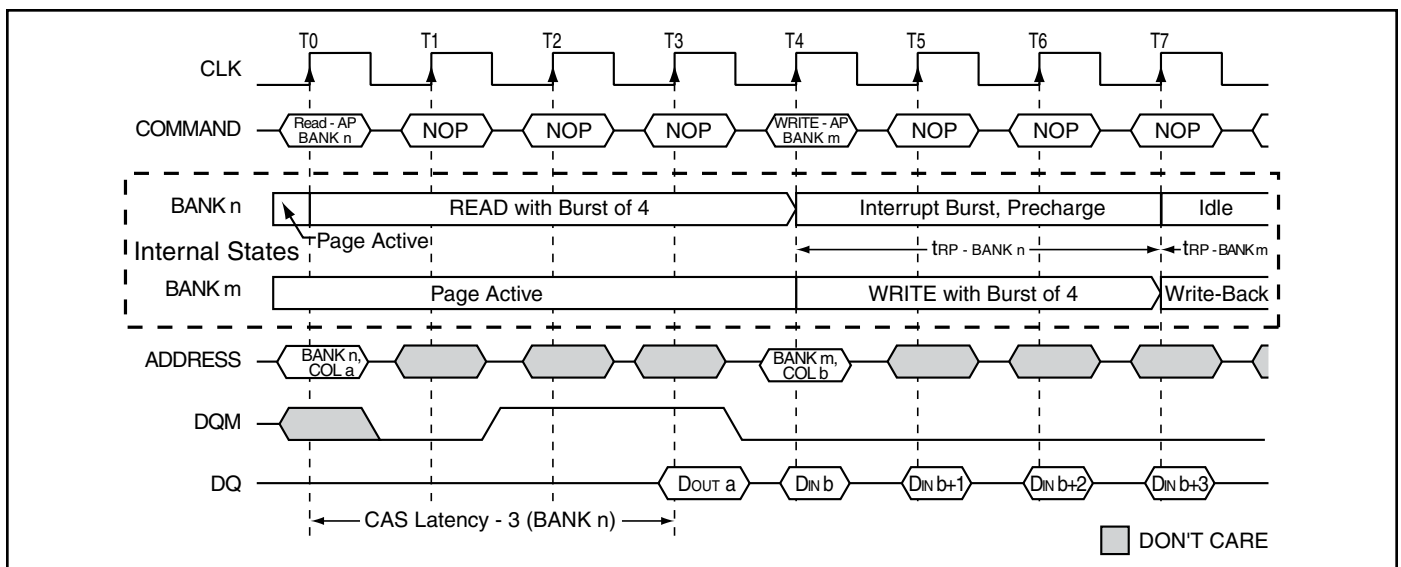 T0 T1 T2 T3 T4 T5 T6 T7
CLK
COMMAND Read - AP BANK n NOP NOP NOP WRITE - AP BANK m NOP NOP NOP
BANK n READ with Burst of 4 Interrupt Burst, Precharge Idle
Internal States Page Active tRP - BANK n tRP - BANK m
BANK m Page Active WRITE with Burst of 4 Write-Back
ADDRESS BANK n, COL a BANK m, COL b
DQM
DQ DOUT a DIN b DIN b+1 DIN b+2 DIN b+3
CAS Latency - 3 (BANK n)
DON'T CARE